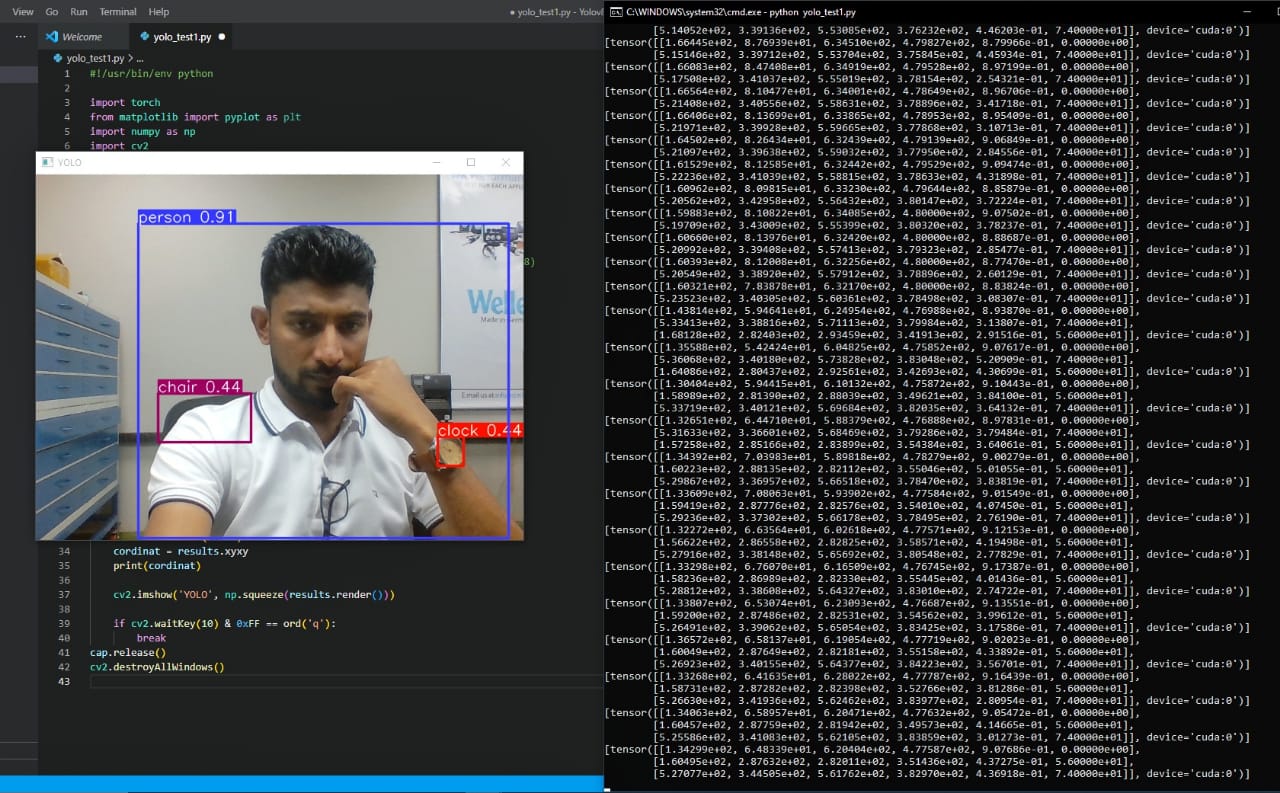 View Go Run Terminal Help
yolo_test1.py - Yolov
Welcome
yolo_test1.py
yolo_test1.py > ...
1 #!/usr/bin/env python
2
3 import torch
4 from matplotlib import pyplot as plt
5 import numpy as np
6 import cv2
YOLO
person 0.91
8)
Welle
chair 0.44
Email us at
clock 0.44
34 cordinat = results.xyxy
35 print(cordinat)
36
37 cv2.imshow('YOLO', np.squeeze(results.render()))
38
39 if cv2.waitKey(10) & 0xFF == ord('q'):
40 break
41 cap.release()
42 cv2.destroyAllWindows()
43
C:\WINDOWS\system32\cmd.exe - python yolo_test1.py
[5.14052e+02, 3.39136e+02, 5.53085e+02, 3.76232e+02, 4.46203e-01, 7.40000e+01]], device='cuda:0')]
[tensor([[1.66445e+02, 8.76939e+01, 6.34510e+02, 4.79827e+02, 8.79966e-01, 0.00000e+00],
[5.15146e+02, 3.39712e+02, 5.53704e+02, 3.75845e+02, 4.45934e-01, 7.40000e+01]], device='cuda:0')]
[tensor([[1.66083e+02, 8.47408e+01, 6.34919e+02, 4.79528e+02, 8.97199e-01, 0.00000e+00],
[5.17508e+02, 3.41037e+02, 5.55019e+02, 3.78154e+02, 2.54321e-01, 7.40000e+01]], device='cuda:0')]
[tensor([[1.66564e+02, 8.10477e+01, 6.34001e+02, 4.78649e+02, 8.96706e-01, 0.00000e+00],
[5.21408e+02, 3.40556e+02, 5.58631e+02, 3.78896e+02, 3.41718e-01, 7.40000e+01]], device='cuda:0')]
[tensor([[1.66406e+02, 8.13699e+01, 6.33865e+02, 4.78953e+02, 8.95409e-01, 0.00000e+00],
[5.21971e+02, 3.39928e+02, 5.59665e+02, 3.77868e+02, 3.10713e-01, 7.40000e+01]], device='cuda:0')]
[tensor([[1.64502e+02, 8.26434e+01, 6.32439e+02, 4.79139e+02, 9.06849e-01, 0.00000e+00],
[5.21097e+02, 3.39638e+02, 5.59032e+02, 3.77950e+02, 2.84556e-01, 7.40000e+01]], device='cuda:0')]
[tensor([[1.61529e+02, 8.12585e+01, 6.32442e+02, 4.79529e+02, 9.09474e-01, 0.00000e+00],
[5.22236e+02, 3.41039e+02, 5.58815e+02, 3.78633e+02, 4.31898e-01, 7.40000e+01]], device='cuda:0')]
[tensor([[1.60962e+02, 8.09815e+01, 6.33230e+02, 4.79644e+02, 8.85879e-01, 0.00000e+00],
[5.20562e+02, 3.42958e+02, 5.56432e+02, 3.80147e+02, 3.72224e-01, 7.40000e+01]], device='cuda:0')]
[tensor([[1.59883e+02, 8.10822e+01, 6.34085e+02, 4.80000e+02, 9.07502e-01, 0.00000e+00],
[5.19709e+02, 3.43009e+02, 5.55399e+02, 3.80320e+02, 3.78237e-01, 7.40000e+01]], device='cuda:0')]
[tensor([[1.60660e+02, 8.13976e+01, 6.32420e+02, 4.80000e+02, 8.88687e-01, 0.00000e+00],
[5.20992e+02, 3.39408e+02, 5.57413e+02, 3.79323e+02, 2.85477e-01, 7.40000e+01]], device='cuda:0')]
[tensor([[1.60393e+02, 8.12008e+01, 6.32256e+02, 4.80000e+02, 8.77470e-01, 0.00000e+00],
[5.20549e+02, 3.38920e+02, 5.57912e+02, 3.78896e+02, 2.60129e-01, 7.40000e+01]], device='cuda:0')]
[tensor([[1.60321e+02, 7.83878e+01, 6.32170e+02, 4.80000e+02, 8.83824e-01, 0.00000e+00],
[5.23523e+02, 3.40305e+02, 5.60361e+02, 3.78498e+02, 3.08307e-01, 7.40000e+01]], device='cuda:0')]
[tensor([[1.43814e+02, 5.94641e+01, 6.24954e+02, 4.76988e+02, 8.93870e-01, 0.00000e+00],
[5.33413e+02, 3.38816e+02, 5.71113e+02, 3.79984e+02, 3.13807e-01, 7.40000e+01],
[1.68128e+02, 2.82403e+02, 2.93459e+02, 3.41913e+02, 2.91516e-01, 5.60000e+01]], device='cuda:0')]
[tensor([[1.35588e+02, 5.42424e+01, 6.04825e+02, 4.75852e+02, 9.07617e-01, 0.00000e+00],
[5.36068e+02, 3.40180e+02, 5.73828e+02, 3.83048e+02, 5.20909e-01, 7.40000e+01],
[1.64086e+02, 2.80437e+02, 2.92561e+02, 3.42693e+02, 4.30699e-01, 5.60000e+01]], device='cuda:0')]
[tensor([[1.30404e+02, 5.94415e+01, 6.10132e+02, 4.75872e+02, 9.10443e-01, 0.00000e+00],
[1.58989e+02, 2.81390e+02, 2.88039e+02, 3.49621e+02, 3.84100e-01, 5.60000e+01],
[5.33719e+02, 3.40121e+02, 5.69684e+02, 3.82035e+02, 3.64132e-01, 7.40000e+01]], device='cuda:0')]
[tensor([[1.32651e+02, 6.44710e+01, 5.88379e+02, 4.76888e+02, 8.97831e-01, 0.00000e+00],
[5.31633e+02, 3.36601e+02, 5.68469e+02, 3.79286e+02, 3.79484e-01, 7.40000e+01],
[1.57258e+02, 2.85166e+02, 2.83899e+02, 3.54384e+02, 3.64061e-01, 5.60000e+01]], device='cuda:0')]
[tensor([[1.34392e+02, 7.03983e+01, 5.89818e+02, 4.78279e+02, 9.00279e-01, 0.00000e+00],
[1.60223e+02, 2.88135e+02, 2.82112e+02, 3.55046e+02, 5.01055e-01, 5.60000e+01],
[5.29867e+02, 3.36957e+02, 5.66518e+02, 3.78470e+02, 3.83819e-01, 7.40000e+01]], device='cuda:0')]
[tensor([[1.33609e+02, 7.08063e+01, 5.93902e+02, 4.77584e+02, 9.01549e-01, 0.00000e+00],
[1.59419e+02, 2.87776e+02, 2.82576e+02, 3.54010e+02, 4.07450e-01, 5.60000e+01],
[5.29236e+02, 3.37302e+02, 5.66178e+02, 3.78495e+02, 2.76190e-01, 7.40000e+01]], device='cuda:0')]
[tensor([[1.32272e+02, 6.63564e+01, 6.02618e+02, 4.77571e+02, 9.12153e-01, 0.00000e+00],
[1.56622e+02, 2.86558e+02, 2.82825e+02, 3.58571e+02, 4.19498e-01, 5.60000e+01],
[5.27916e+02, 3.38148e+02, 5.65692e+02, 3.80548e+02, 2.77829e-01, 7.40000e+01]], device='cuda:0')]
[tensor([[1.33298e+02, 6.76070e+01, 6.16509e+02, 4.76745e+02, 9.17387e-01, 0.00000e+00],
[1.58236e+02, 2.86989e+02, 2.82330e+02, 3.55445e+02, 4.01436e-01, 5.60000e+01],
[5.28812e+02, 3.38608e+02, 5.64327e+02, 3.83010e+02, 2.74722e-01, 7.40000e+01]], device='cuda:0')]
[tensor([[1.33807e+02, 6.53074e+01, 6.23093e+02, 4.76687e+02, 9.13551e-01, 0.00000e+00],
[1.59200e+02, 2.87486e+02, 2.82531e+02, 3.54562e+02, 3.99612e-01, 5.60000e+01],
[5.26491e+02, 3.39062e+02, 5.65054e+02, 3.83425e+02, 3.17586e-01, 7.40000e+01]], device='cuda:0')]
[tensor([[1.36572e+02, 6.58137e+01, 6.19054e+02, 4.77719e+02, 9.02023e-01, 0.00000e+00],
[1.60049e+02, 2.87649e+02, 2.82181e+02, 3.55158e+02, 4.33892e-01, 5.60000e+01],
[5.26923e+02, 3.40155e+02, 5.64377e+02, 3.84223e+02, 3.56701e-01, 7.40000e+01]], device='cuda:0')]
[tensor([[1.33268e+02, 6.41635e+01, 6.28022e+02, 4.77787e+02, 9.16439e-01, 0.00000e+00],
[1.58731e+02, 2.87282e+02, 2.82398e+02, 3.52766e+02, 3.81286e-01, 5.60000e+01],
[5.26630e+02, 3.41936e+02, 5.62462e+02, 3.83977e+02, 2.80954e-01, 7.40000e+01]], device='cuda:0')]
[tensor([[1.34063e+02, 6.58957e+01, 6.20471e+02, 4.77632e+02, 9.05472e-01, 0.00000e+00],
[1.60457e+02, 2.87759e+02, 2.81942e+02, 3.49573e+02, 4.14665e-01, 5.60000e+01],
[5.25586e+02, 3.41083e+02, 5.62105e+02, 3.83859e+02, 3.01273e-01, 7.40000e+01]], device='cuda:0')]
[tensor([[1.34299e+02, 6.48339e+01, 6.20404e+02, 4.77587e+02, 9.07686e-01, 0.00000e+00],
[1.60495e+02, 2.87632e+02, 2.82011e+02, 3.51436e+02, 4.37275e-01, 5.60000e+01],
[5.27077e+02, 3.44505e+02, 5.61762e+02, 3.82970e+02, 4.36918e-01, 7.40000e+01]], device='cuda:0')]